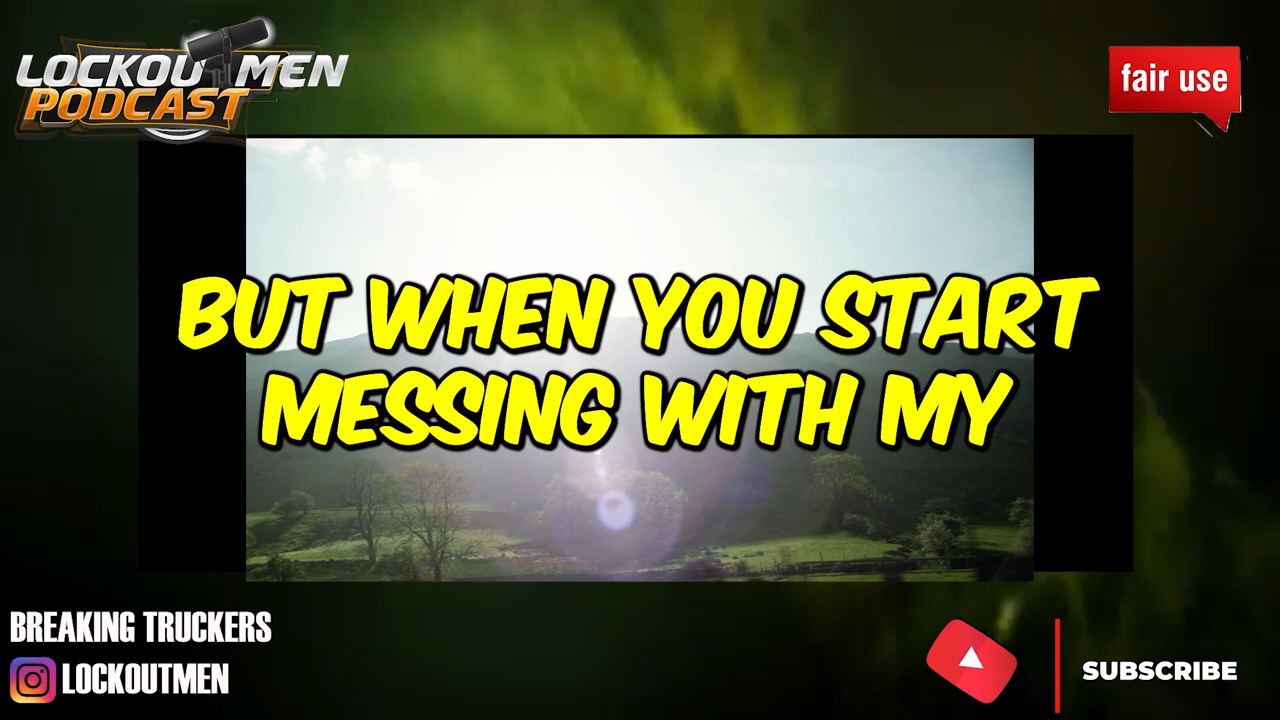 LOCKOUTMEN
PODCAST
fair use
BUT WHEN YOU START
MESSING WITH MY
BREAKING TRUCKERS
LOCKOUTMEN
SUBSCRIBE